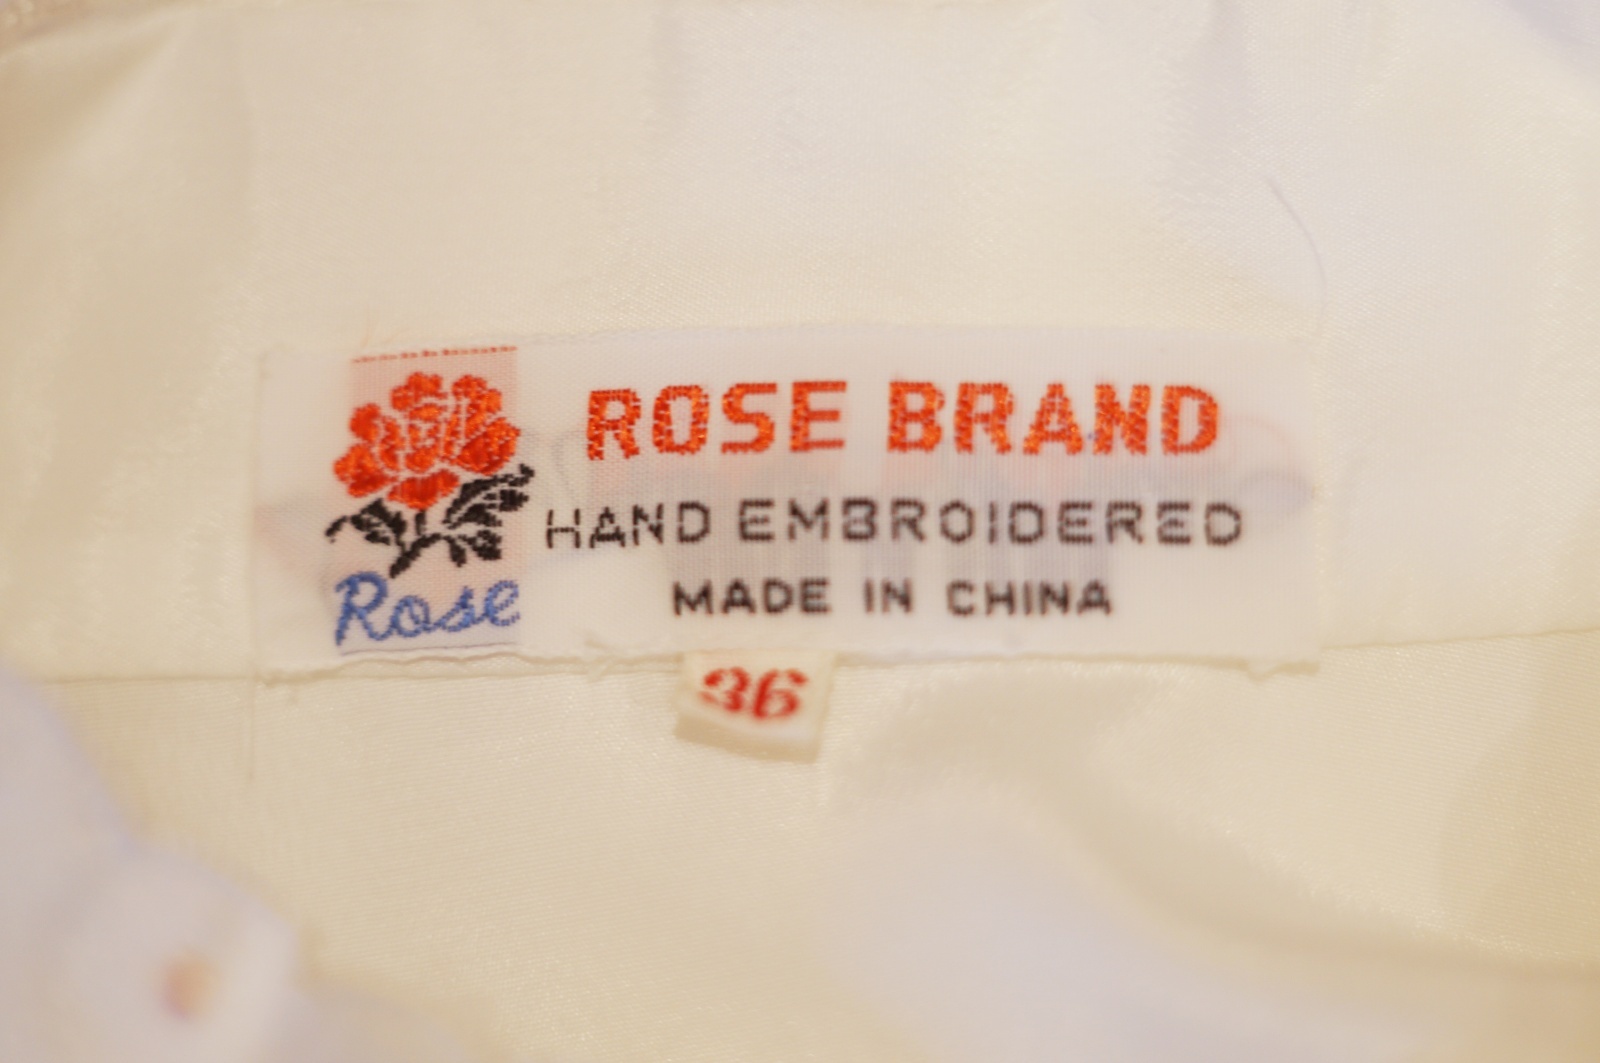 ROSE BRAND
HAND EMBROIDERED
MADE IN CHINA
Rose
36